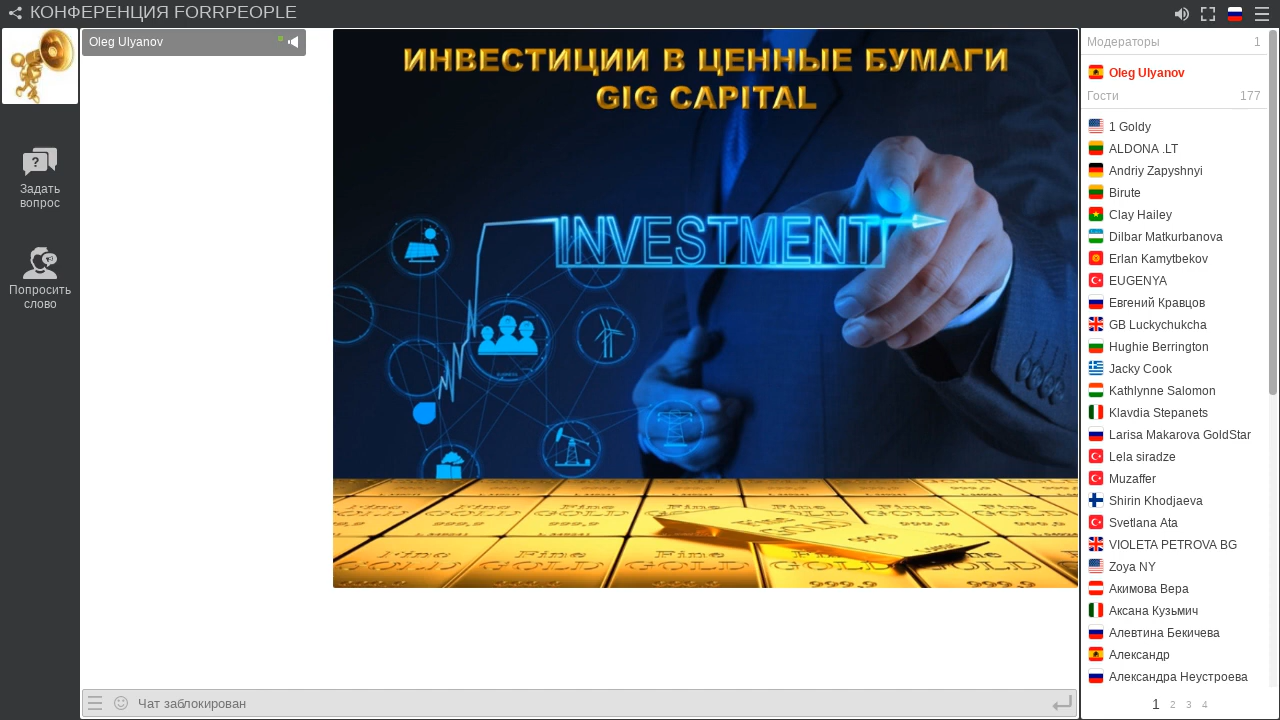 КОНФЕРЕНЦИЯ FORRPEOPLE
Задать
вопрос
Попросить
слово
Oleg Ulyanov
ИНВЕСТИЦИИ В ЦЕННЫЕ БУМАГИ
GIG CAPITAL
INVESTMENT
Fine
GOLD
999,9
Чат заблокирован
Модераторы 1
Oleg Ulyanov
Гости 177
1 Goldy
ALDONA .LT
Andriy Zapyshnyi
Birute
Clay Hailey
Dilbar Matkurbanova
Erlan Kamytbekov
EUGENYA
Евгений Кравцов
GB Luckychukcha
Hughie Berrington
Jacky Cook
Kathlynne Salomon
Klavdia Stepanets
Larisa Makarova GoldStar
Lela siradze
muzaffer
Shirin Khodjaeva
Svetlana Ata
VIOLETA PETROVA BG
Zoya NY
Акимова Вера
Аксана Кузьмич
Алевтина Бекичева
Александр
Александра Неустроева
1 2 3 4